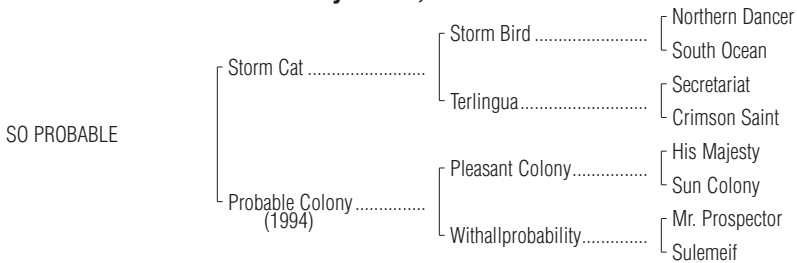 Northern Dancer
Storm Bird ........................
South Ocean
Storm Cat .........................
Secretariat
Terlingua...........................
Crimson Saint
SO PROBABLE
His Majesty
Pleasant Colony................
Sun Colony
Probable Colony ...............
(1994)
Mr. Prospector
Withallprobability..............
Sulemeif